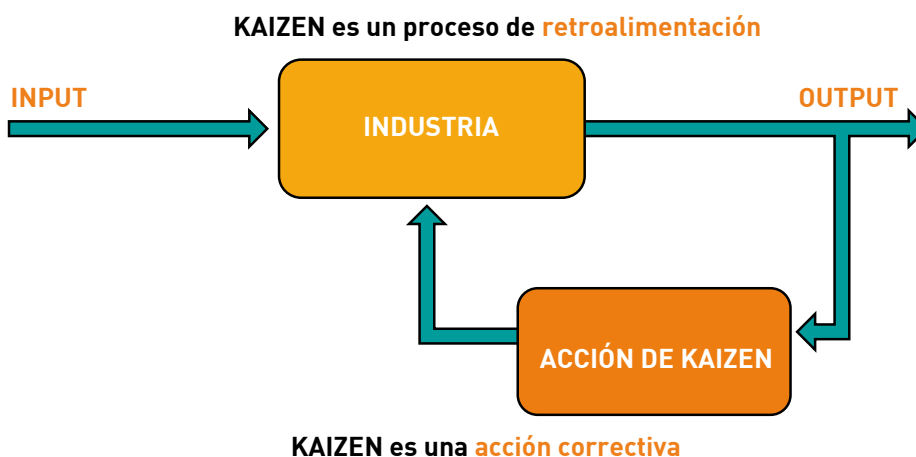 KAIZEN es un proceso de retroalimentación
INPUT
OUTPUT
INDUSTRIA
ACCIÓN DE KAIZEN
KAIZEN es una acción correctiva